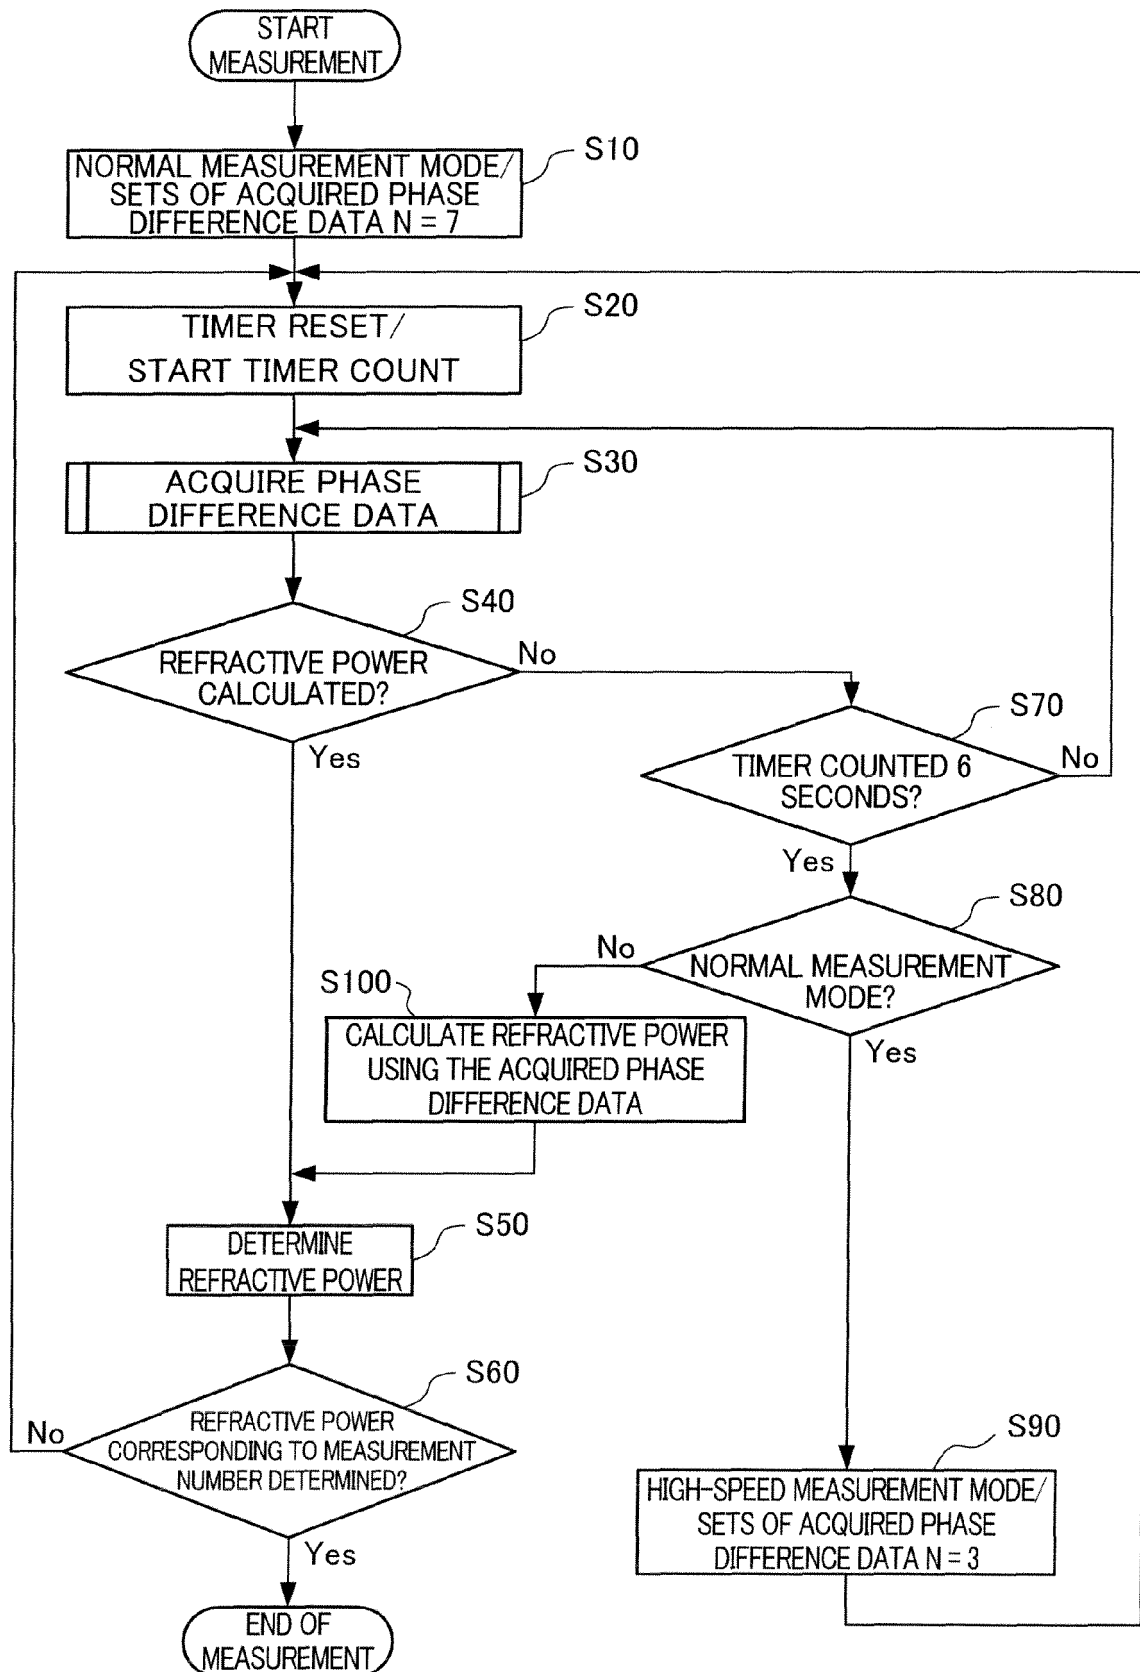 START
MEASUREMENT
S10
NORMAL MEASUREMENT MODE/
SETS OF ACQUIRED PHASE
DIFFERENCE DATA N = 7
S20
TIMER RESET/
START TIMER COUNT
S30
ACQUIRE PHASE
DIFFERENCE DATA
S40
REFRACTIVE POWER
CALCULATED?
No
Yes
S70
TIMER COUNTED 6
SECONDS?
No
Yes
S80
NORMAL MEASUREMENT
MODE?
No
Yes
S100
CALCULATE REFRACTIVE POWER
USING THE ACQUIRED PHASE
DIFFERENCE DATA
S50
DETERMINE
REFRACTIVE POWER
S60
REFRACTIVE POWER
CORRESPONDING TO MEASUREMENT
NUMBER DETERMINED?
No
Yes
S90
HIGH-SPEED MEASUREMENT MODE/
SETS OF ACQUIRED PHASE
DIFFERENCE DATA N = 3
END OF
MEASUREMENT